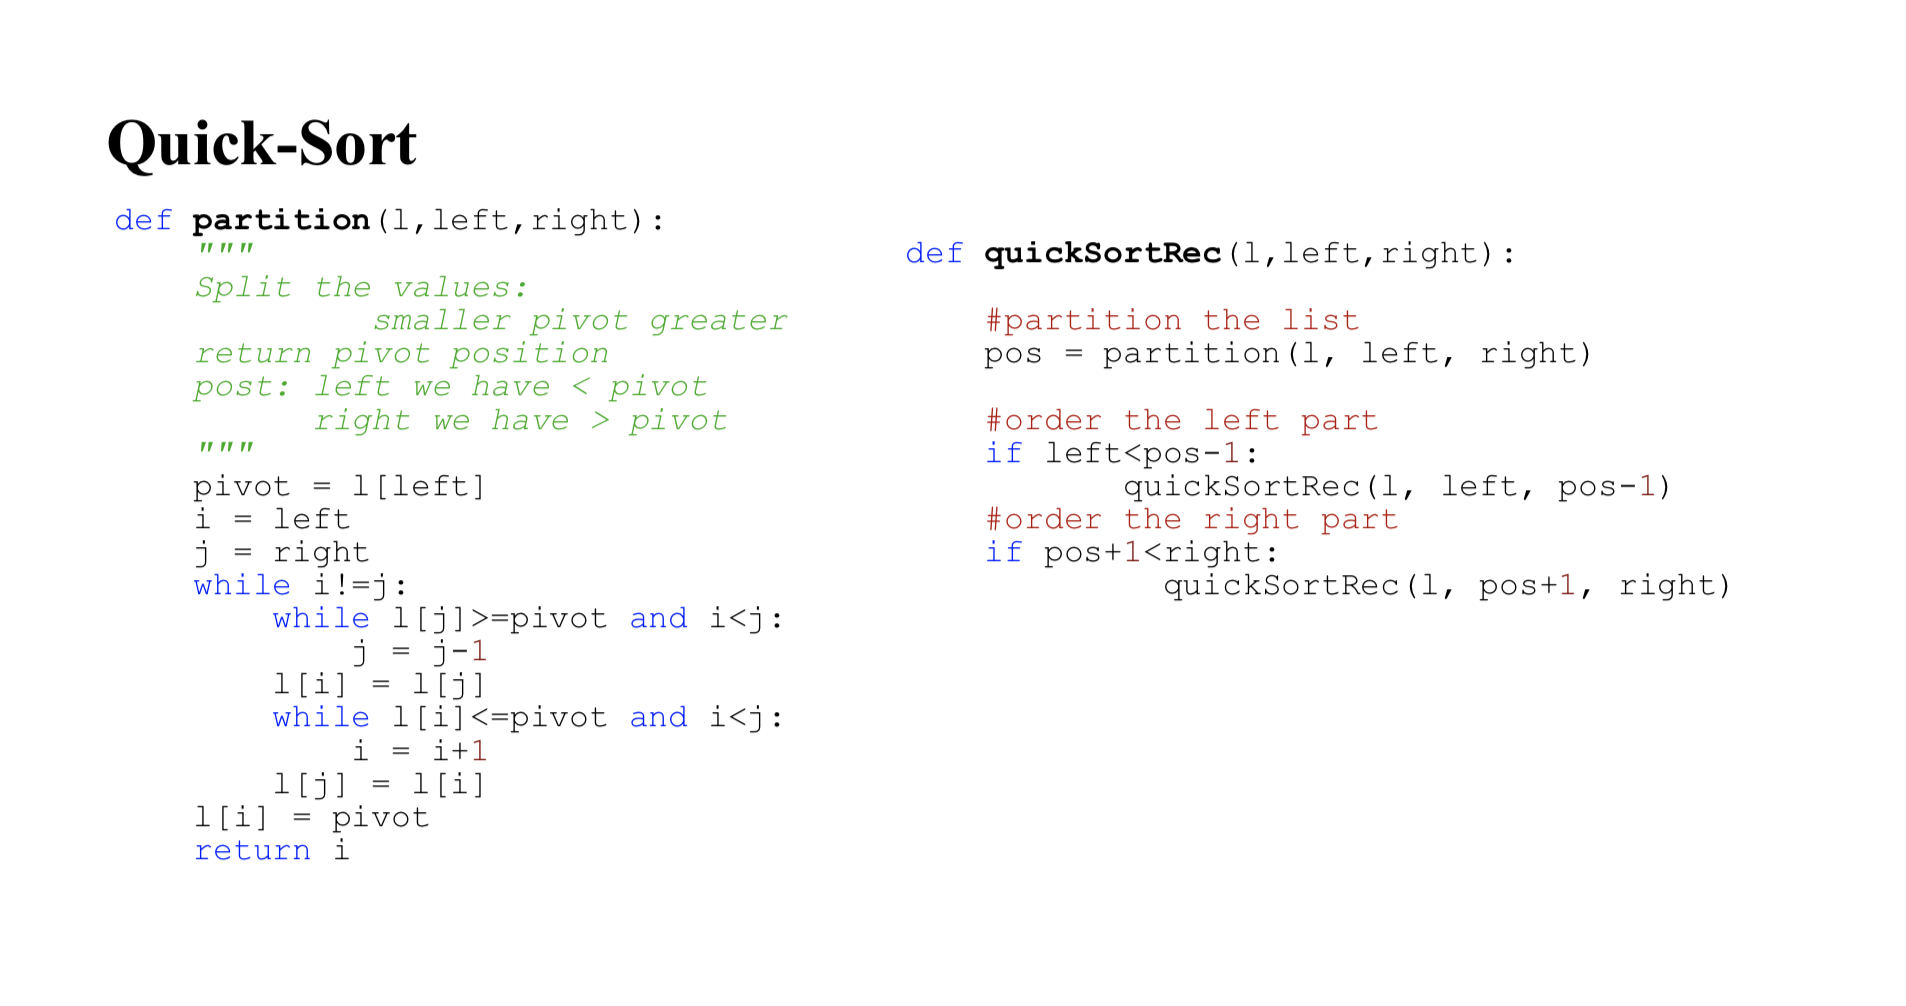 Quick-Sort
def partition(l,left,right):
    """
    Split the values:
             smaller pivot greater
    return pivot position
    post: left we have < pivot
          right we have > pivot
    """
    pivot = l[left]
    i = left
    j = right
    while i!=j:
        while l[j]>=pivot and i<j:
            j = j-1
        l[i] = l[j]
        while l[i]<=pivot and i<j:
            i = i+1
        l[j] = l[i]
    l[i] = pivot
    return i
def quickSortRec(l,left,right):
    #partition the list
    pos = partition(l, left, right)
    #order the left part
    if left<pos-1:
           quickSortRec(l, left, pos-1)
    #order the right part
    if pos+1<right:
             quickSortRec(l, pos+1, right)